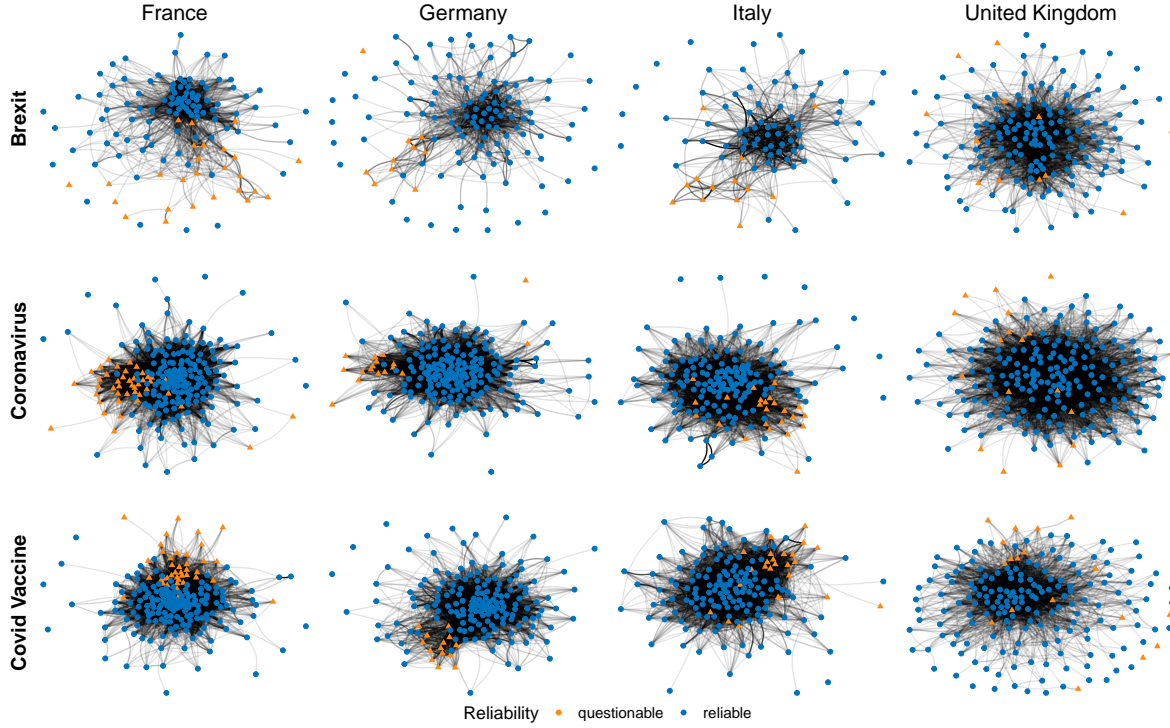 France Germany Italy United Kingdom
Brexit
Coronavirus
Covid Vaccine
Reliability questionable reliable